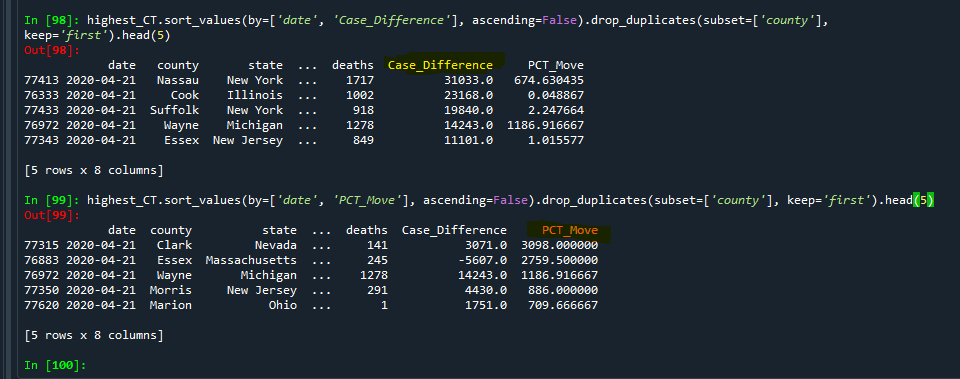 In [98]: highest_CT.sort_values(by=['date', 'Case_Difference'], ascending=False).drop_duplicates(subset=['county'],
keep='first').head(5)
Out[98]:
date county state ... deaths Case_Difference PCT_Move
77413 2020-04-21 Nassau New York ... 1717 31033.0 674.630435
76333 2020-04-21 Cook Illinois ... 1002 23168.0 0.048867
77433 2020-04-21 Suffolk New York ... 918 19840.0 2.247664
76972 2020-04-21 Wayne Michigan ... 1278 14243.0 1186.916667
77343 2020-04-21 Essex New Jersey ... 849 11101.0 1.015577
[5 rows x 8 columns]
In [99]: highest_CT.sort_values(by=['date', 'PCT_Move'], ascending=False).drop_duplicates(subset=['county'], keep='first').head(5)
Out[99]:
date county state ... deaths Case_Difference PCT_Move
77315 2020-04-21 Clark Nevada ... 141 3071.0 3098.000000
76883 2020-04-21 Essex Massachusetts ... 245 -5607.0 2759.500000
76972 2020-04-21 Wayne Michigan ... 1278 14243.0 1186.916667
77350 2020-04-21 Morris New Jersey ... 291 4430.0 886.000000
77620 2020-04-21 Marion Ohio ... 1 1751.0 709.666667
[5 rows x 8 columns]
In [100]: